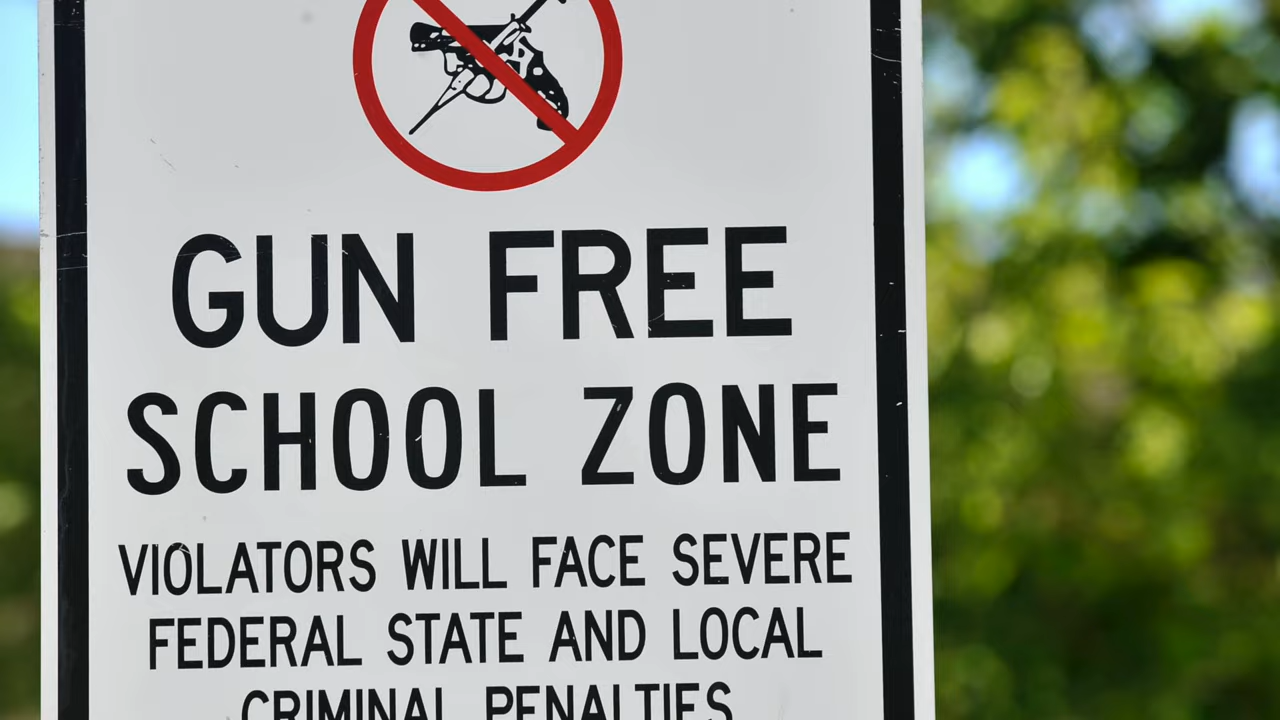 GUN FREE
SCHOOL ZONE
VIOLATORS WILL FACE SEVERE
FEDERAL STATE AND LOCAL
CRIMINAL PENALTIES